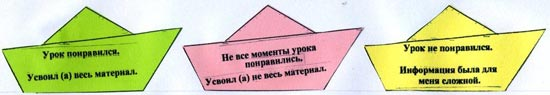 Урок понравился.
Усвоил (а) весь материал.
Не все моменты урока
понравились.
Усвоил (а) не весь материал.
Урок не понравился.
Информация была для
меня сложной.